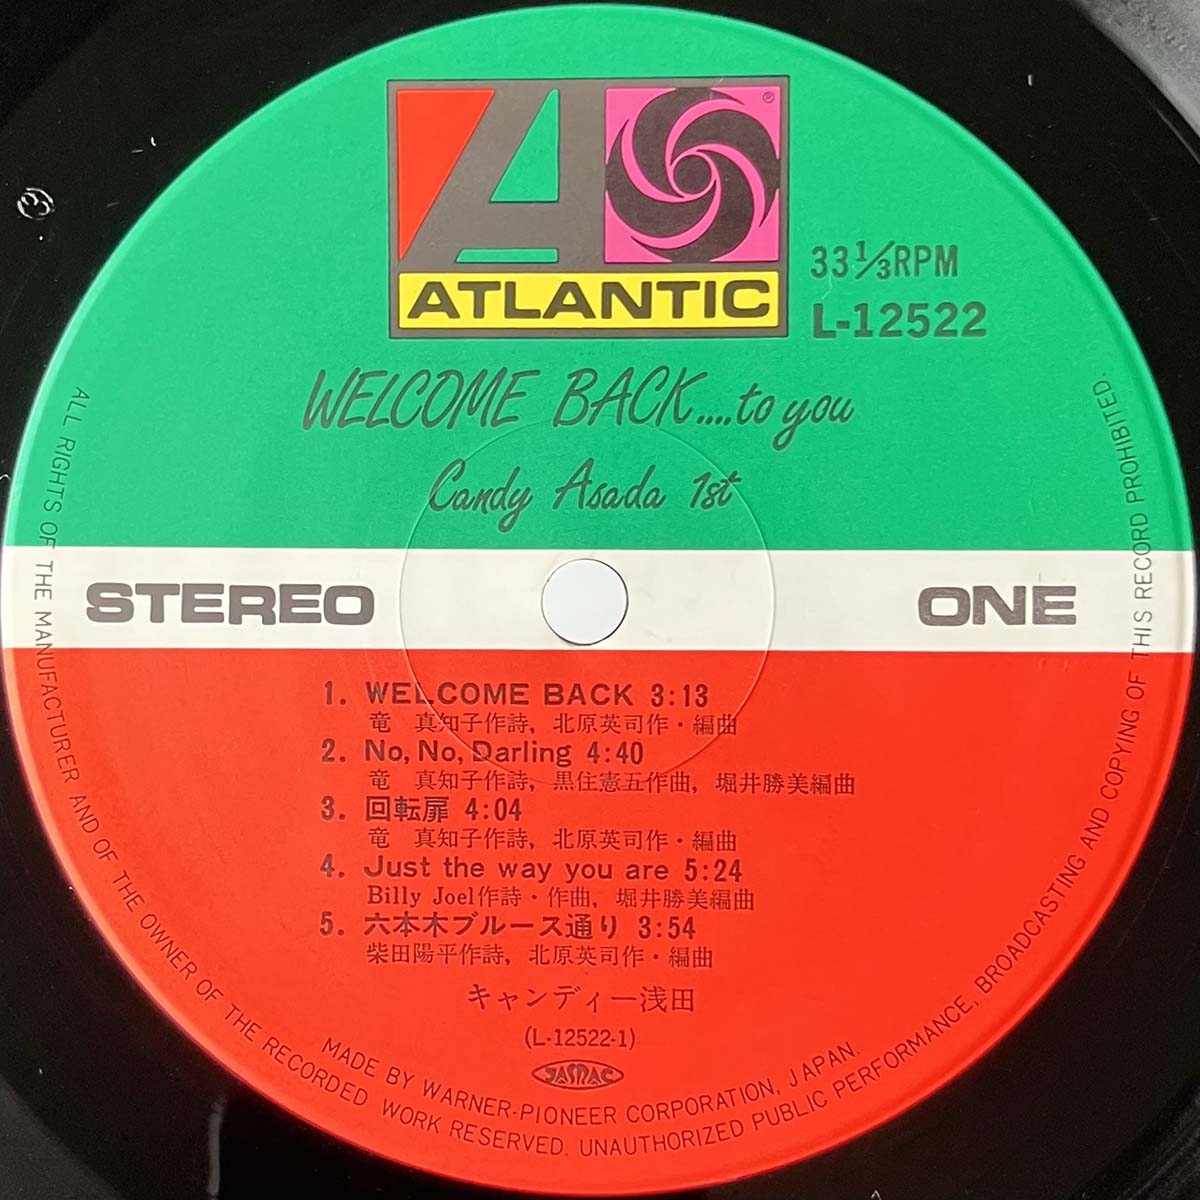 ATLANTIC
®
33⅓RPM
L-12522
WELCOME BACK....to you
Candy Asada 1st
STEREO
ONE
1. WELCOME BACK 3:13
竜 真知子作詩, 北原英司作・編曲
2. No, No, Darling 4:40
竜 真知子作詩, 黒住憲五作曲, 堀井勝美編曲
3. 回転扉 4:04
竜 真知子作詩, 北原英司作・編曲
4. Just the way you are 5:24
Billy Joel作詩・作曲, 堀井勝美編曲
5. 六本木ブルース通り 3:54
柴田陽平作詩, 北原英司作・編曲
キャンディー浅田
(L-12522-1)
JASRAC
MADE BY WARNER-PIONEER CORPORATION, JAPAN.
ALL RIGHTS OF THE MANUFACTURER AND OF THE OWNER OF THE RECORDED WORK RESERVED. UNAUTHORIZED PUBLIC PERFORMANCE, BROADCASTING AND COPYING OF THIS RECORD PROHIBITED: